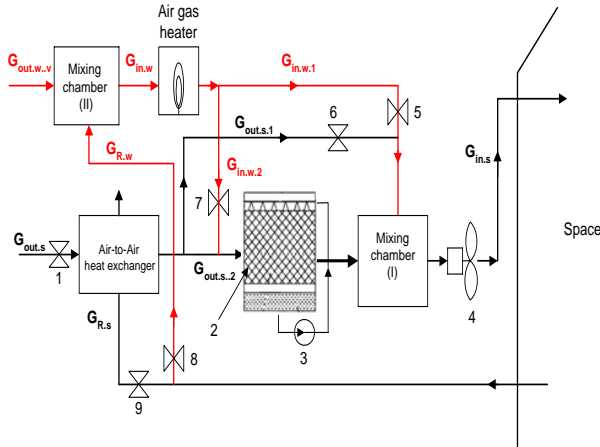 Air gas
heater
G_out.w..v
Mixing
chamber
(II)
G_in.w
G_in.w.1
6
5
G_out.s.1
G_R.w
G_in.w.2
G_in.s
7
G_out.s
Air-to-Air
heat exchanger
1
G_out.s..2
Mixing
chamber
(I)
Space
4
2
G_R.s
3
8
9